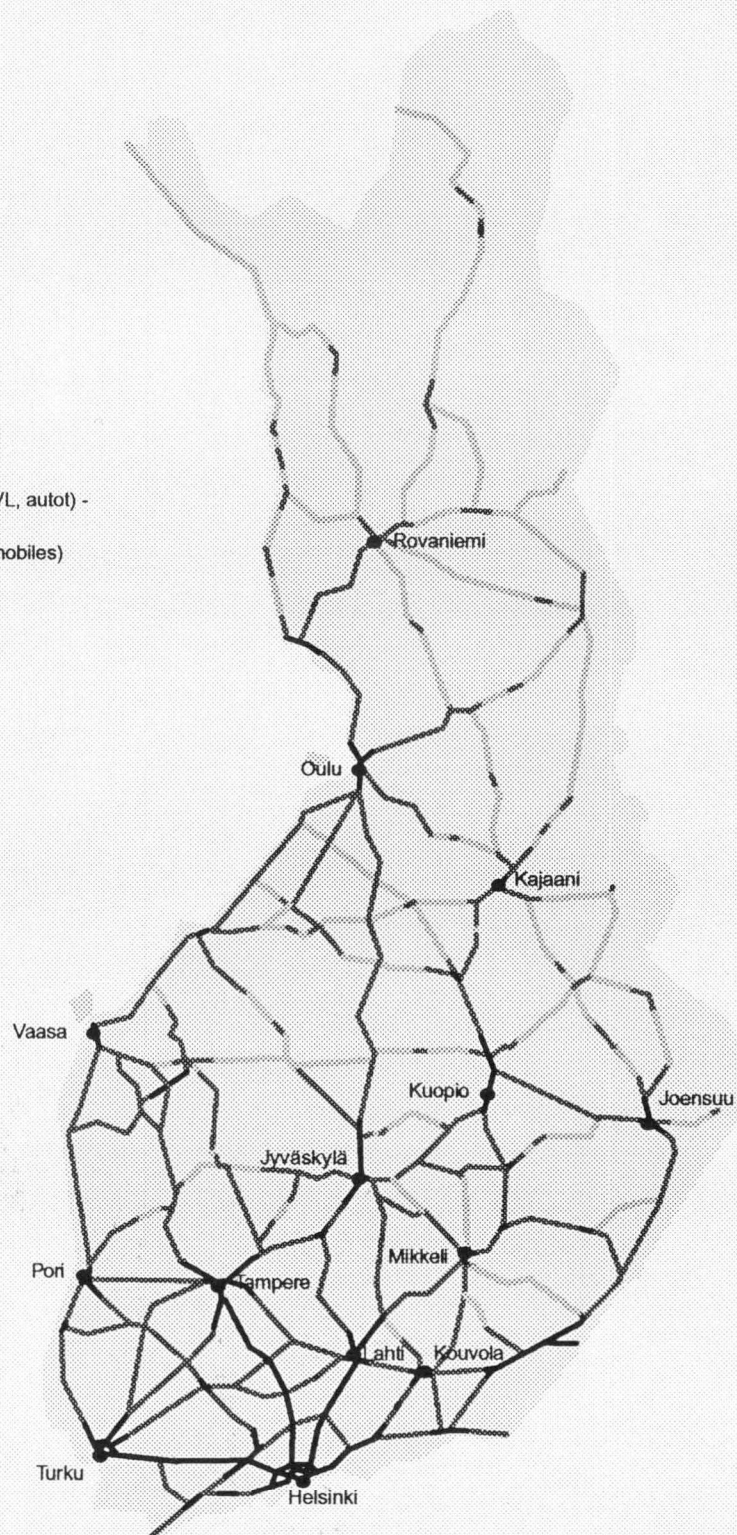 /L, autot) -
nobiles)
Rovaniemi
Oulu
Kajaani
Vaasa
Kuopio
Joensuu
Jyväskylä
Mikkeli
Pori
Tampere
Lahti
Kouvola
Turku
Helsinki